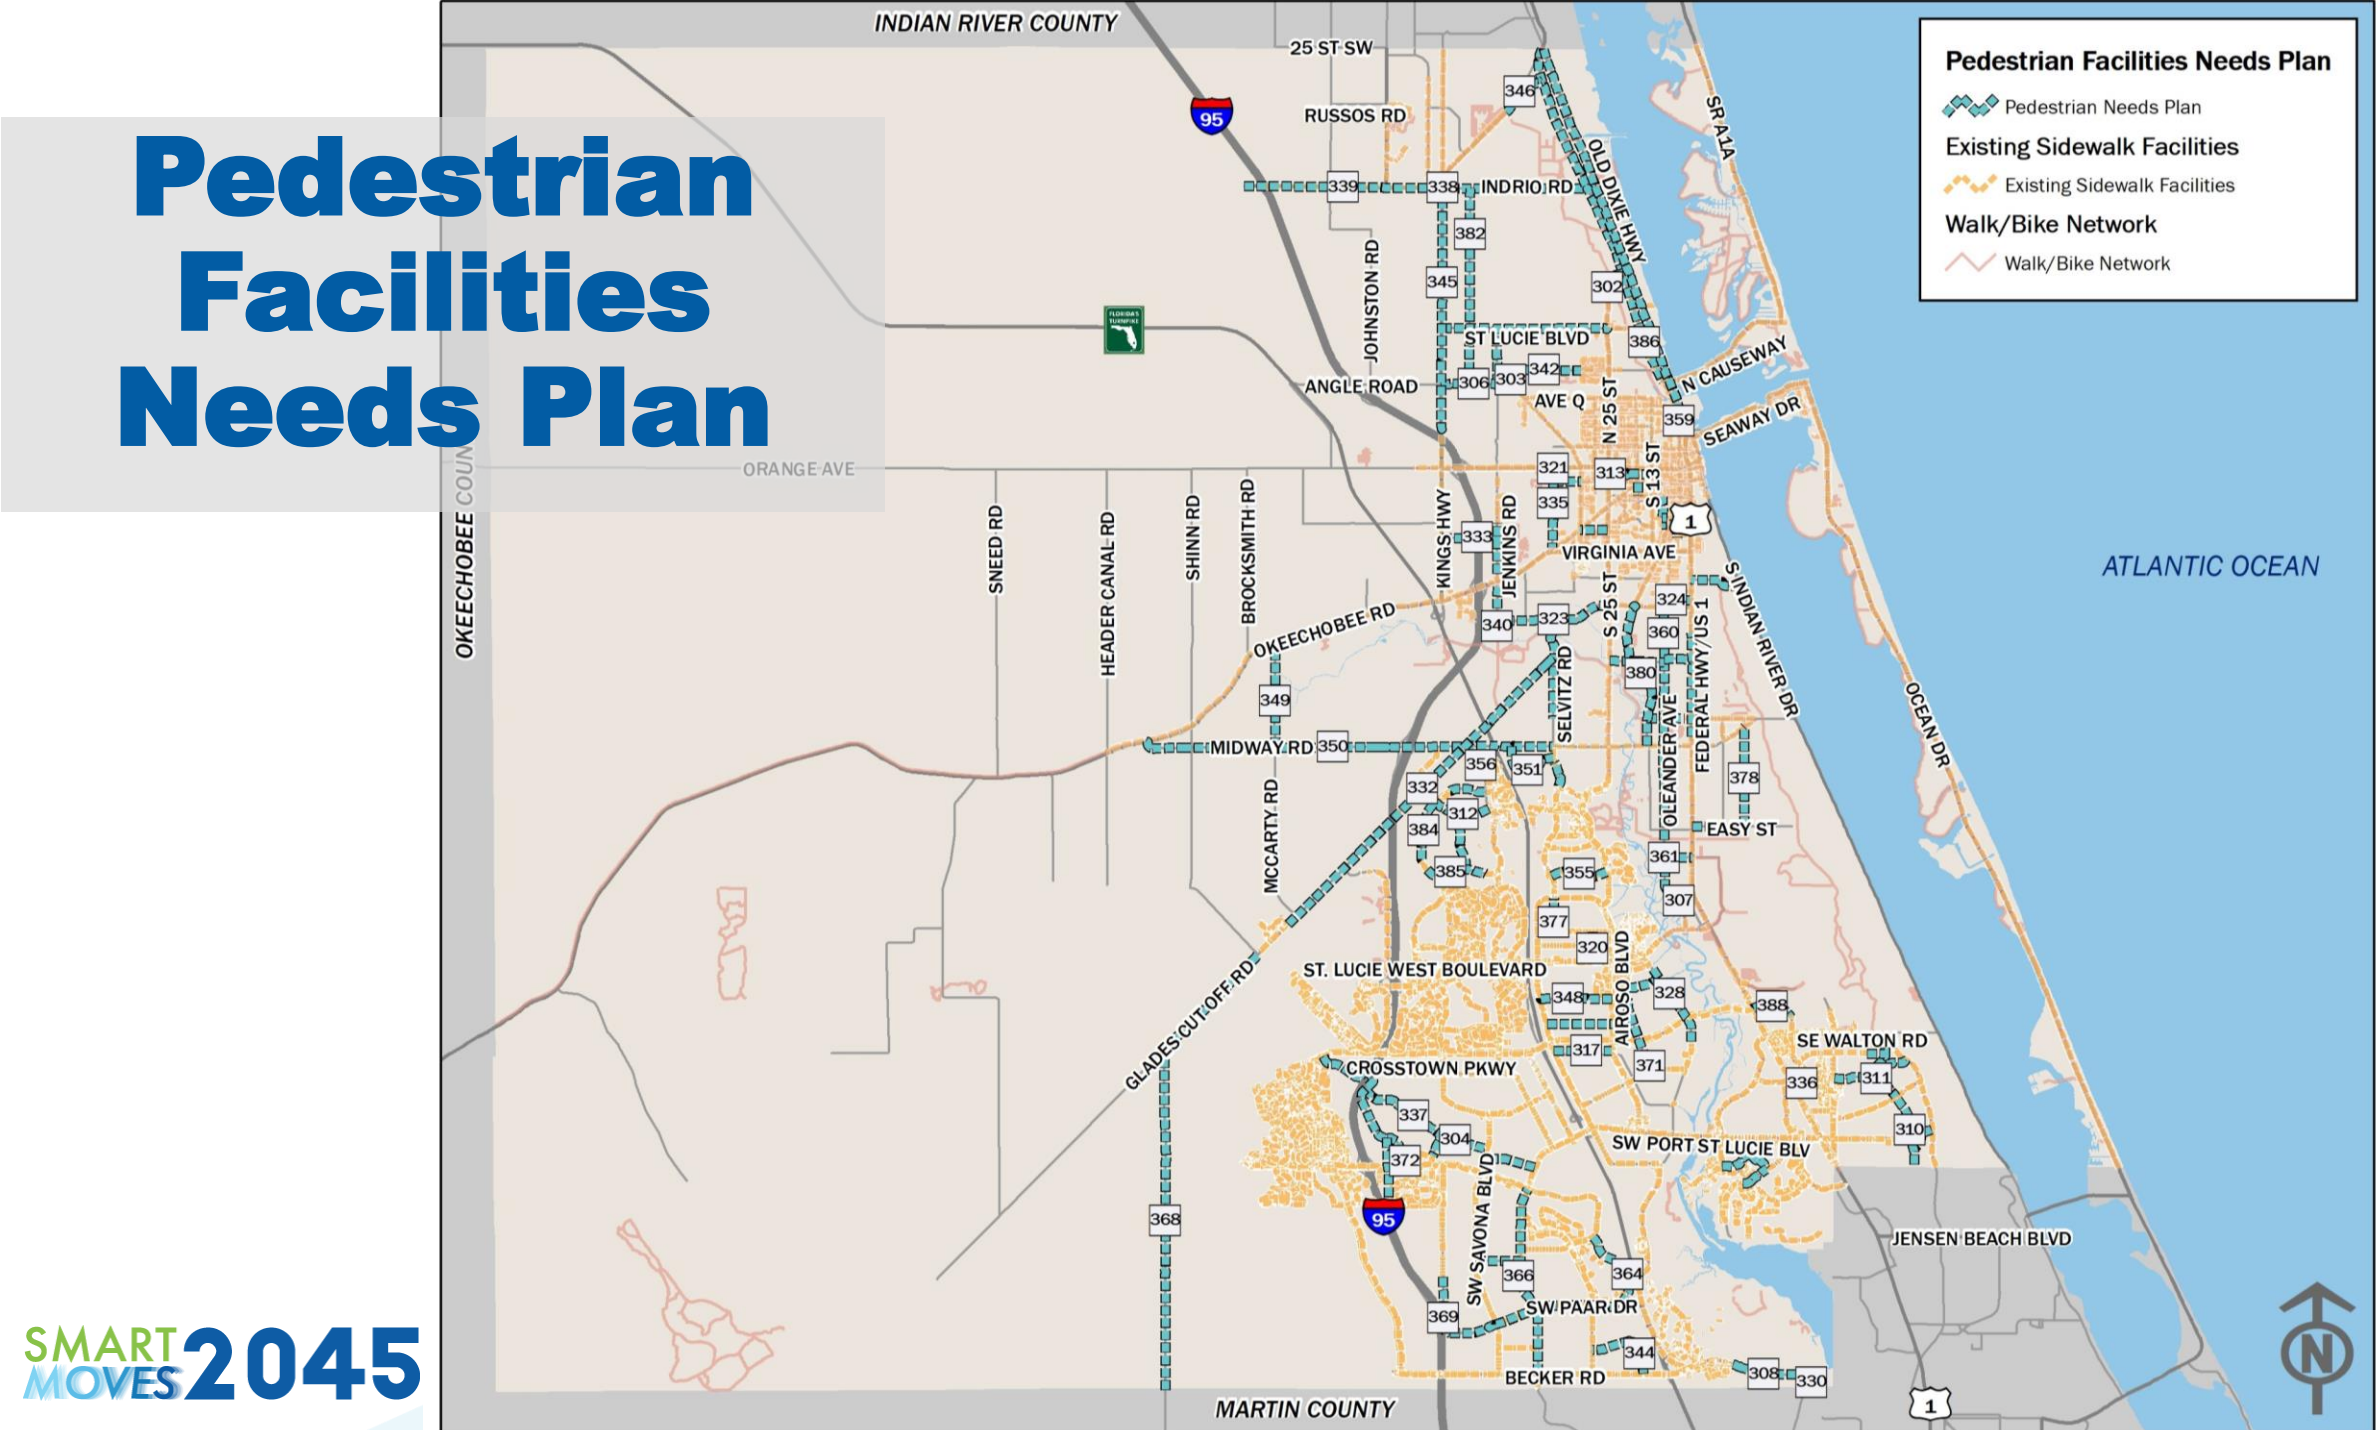 Pedestrian
Facilities
Needs Plan
SMART
MOVES
2045
INDIAN RIVER COUNTY
25 ST SW
95
RUSSOS RD
346
SR A1A
OLD DIXIE HWY
339
338
INDRIO RD
382
345
JOHNSTON RD
302
FLORIDA'S
TURNPIKE
ST LUCIE BLVD
386
N CAUSEWAY
ANGLE ROAD
306
303
342
AVE Q
N 25 ST
359
SEAWAY DR
ORANGE AVE
321
313
S 13 ST
335
OKEECHOBEE COUN
SNEED RD
HEADER CANAL RD
SHINN RD
BROCKSMITH RD
KINGS HWY
333
JENKINS RD
1
VIRGINIA AVE
ATLANTIC OCEAN
S 25 ST
324
S INDIAN RIVER DR
OKEECHOBEE RD
340
323
360
380
349
SELVITZ RD
OLEANDER AVE
FEDERAL HWY/US 1
OCEAN DR
MIDWAY RD
350
356
351
378
332
312
384
MCCARTY RD
EASY ST
385
355
361
307
377
320
ST. LUCIE WEST BOULEVARD
AIROSO BLVD
GLADES CUT OFF RD
348
328
388
317
371
SE WALTON RD
CROSSTOWN PKWY
336
311
337
304
310
372
SW PORT ST LUCIE BLV
SW SAVONA BLVD
368
95
JENSEN BEACH BLVD
366
364
369
SW PAAR DR
344
308
330
BECKER RD
MARTIN COUNTY
1
N
Pedestrian Facilities Needs Plan
Pedestrian Needs Plan
Existing Sidewalk Facilities
Existing Sidewalk Facilities
Walk/Bike Network
Walk/Bike Network